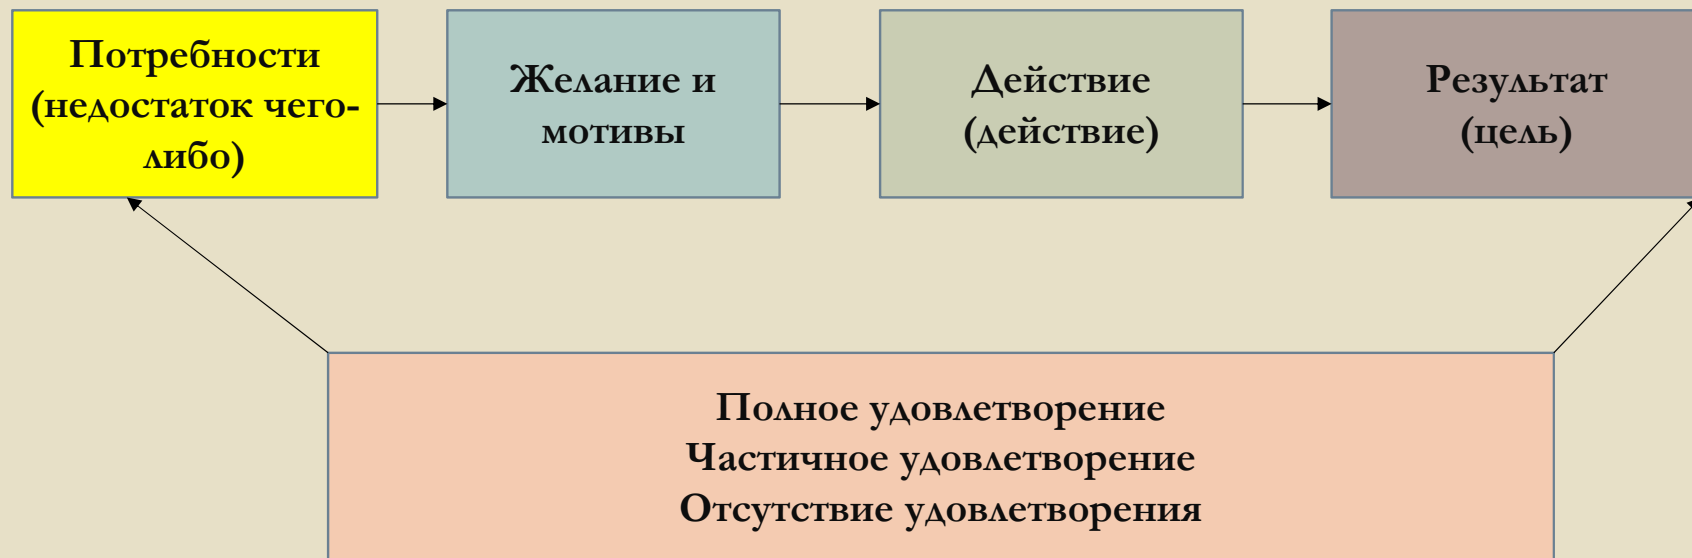 Потребности
(недостаток чего-
либо)
Желание и
мотивы
Действие
(действие)
Результат
(цель)
Полное удовлетворение
Частичное удовлетворение
Отсутствие удовлетворения